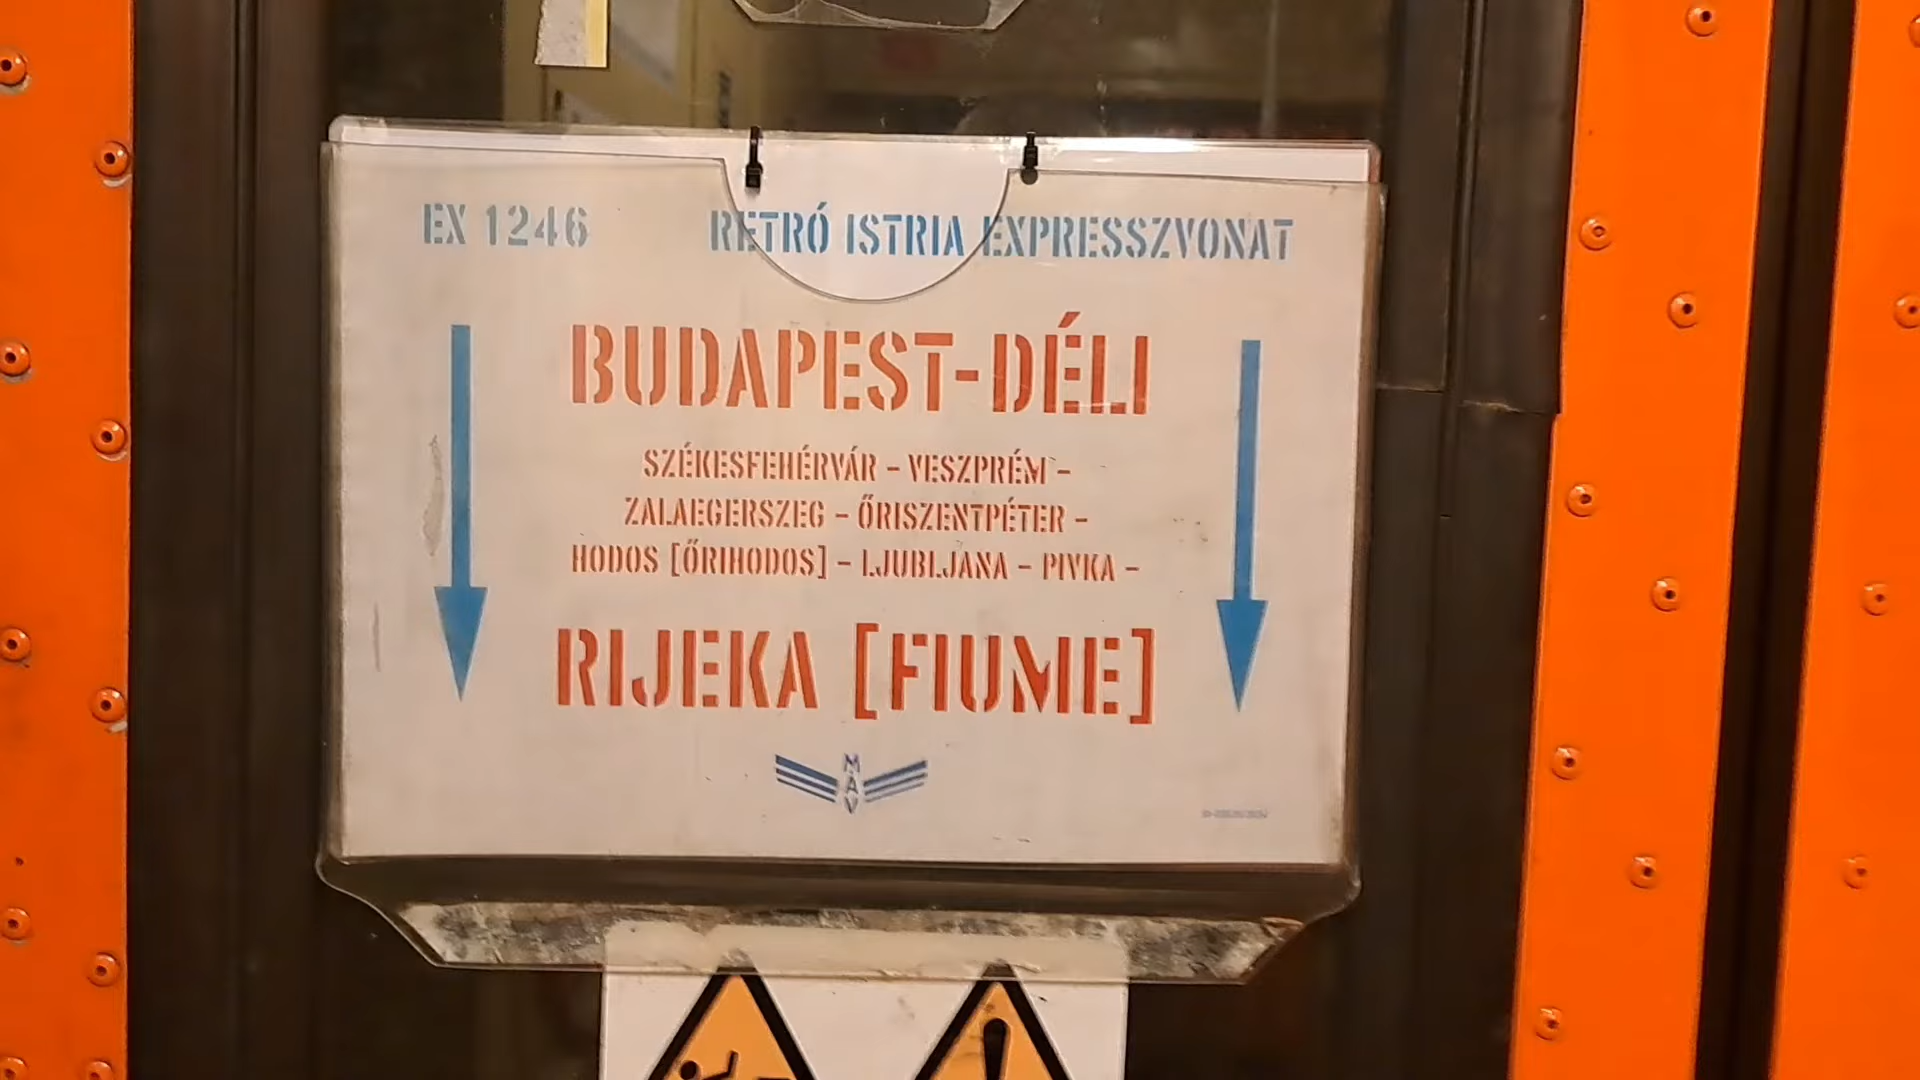 EX 1246 RETRÓ ISTRIA EXPRESSZVONAT
BUDAPEST-DÉLI
SZÉKESFEHÉRVÁR - VESZPRÉM -
ZALAEGERSZEG - ŐRISZENTPÉTER -
HODOS [ŐRIHODOS] - LJUBLJANA - PIVKA -
RIJEKA [FIUME]
MÁV